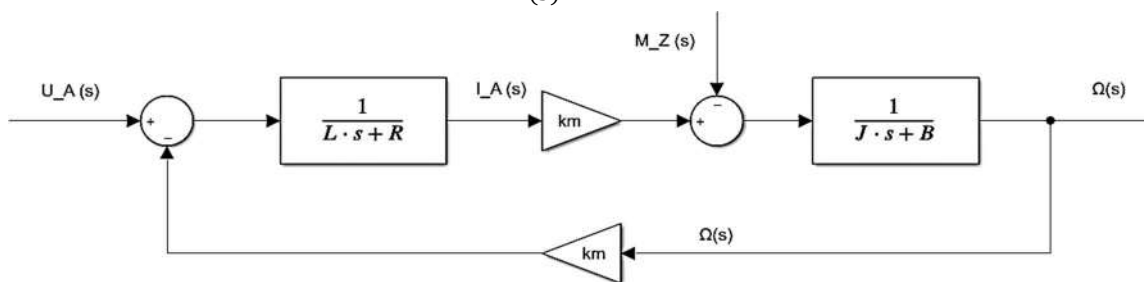 M_Z (s)
U_A (s)
+
−
1
L · s + R
I_A (s)
km
−
+
1
J · s + B
Ω(s)
km
Ω(s)